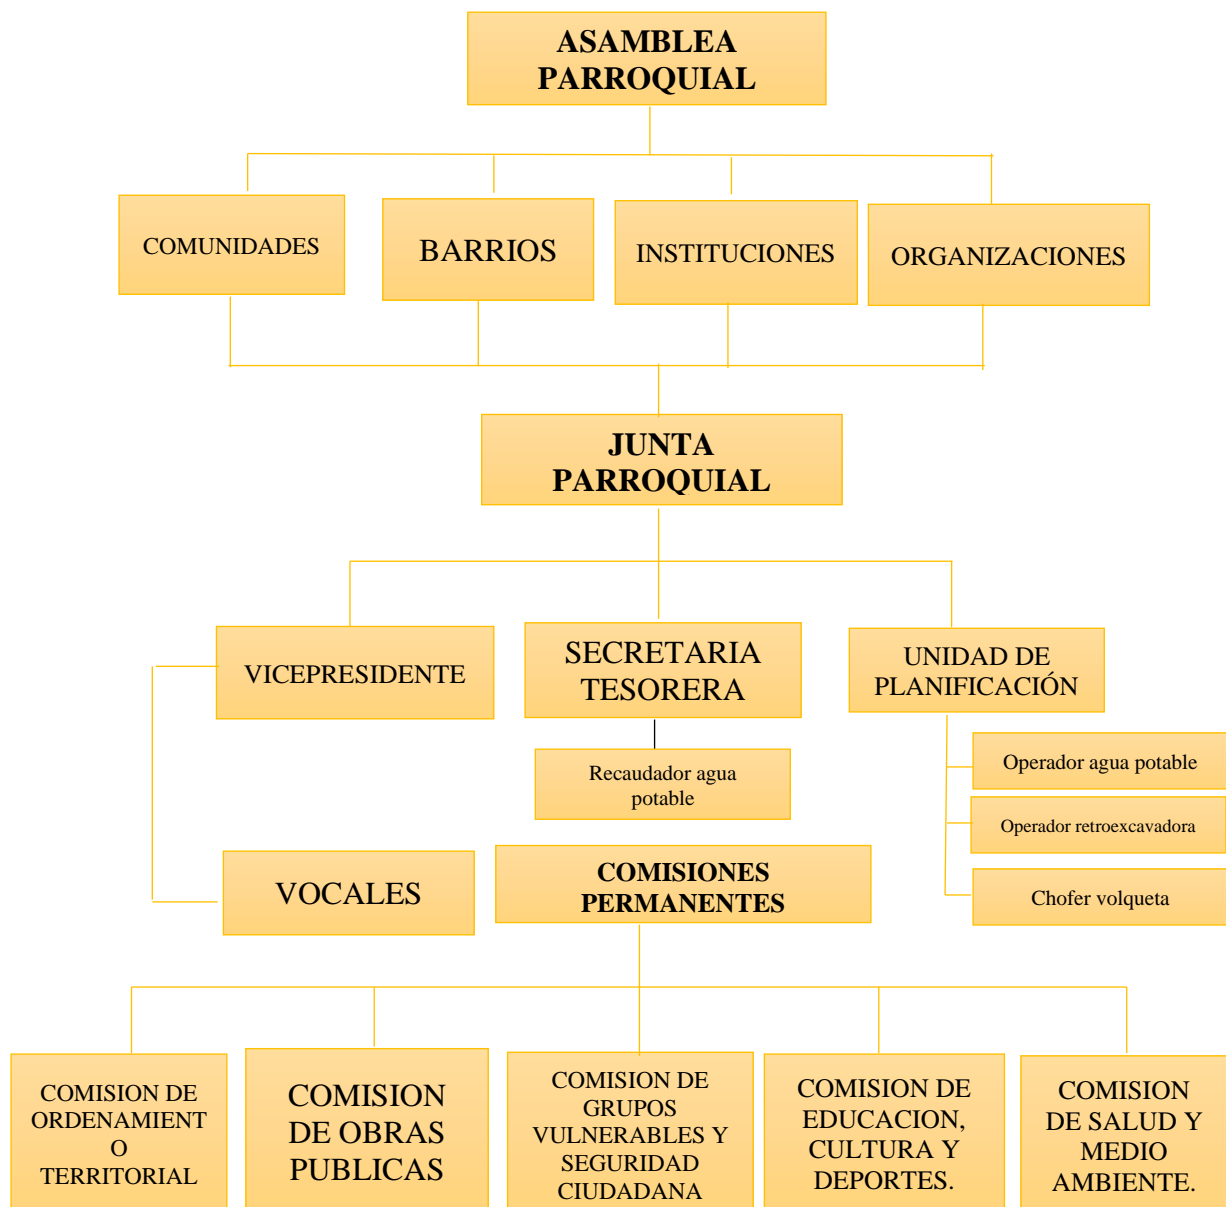 ASAMBLEA
PARROQUIAL
COMUNIDADES
BARRIOS
INSTITUCIONES
ORGANIZACIONES
JUNTA
PARROQUIAL
VICEPRESIDENTE
SECRETARIA
TESORERA
UNIDAD DE
PLANIFICACIÓN
Recaudador agua
potable
Operador agua potable
Operador retroexcavadora
Chofer volqueta
VOCALES
COMISIONES
PERMANENTES
COMISION DE
ORDENAMIENT
O
TERRITORIAL
COMISION
DE OBRAS
PUBLICAS
COMISION DE
GRUPOS
VULNERABLES Y
SEGURIDAD
CIUDADANA
COMISION DE
EDUCACION,
CULTURA Y
DEPORTES.
COMISION
DE SALUD Y
MEDIO
AMBIENTE.